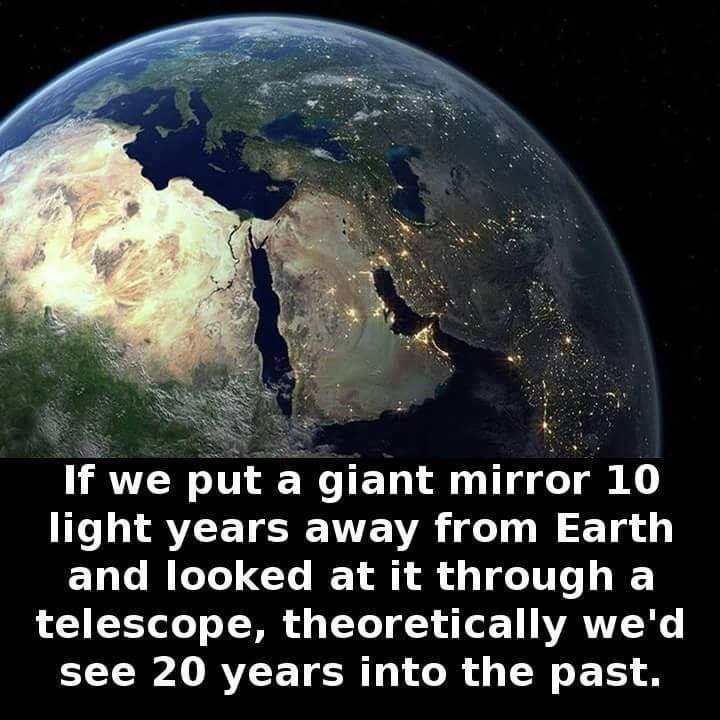 If we put a giant mirror 10
light years away from Earth
and looked at it through a
telescope, theoretically we'd
see 20 years into the past.